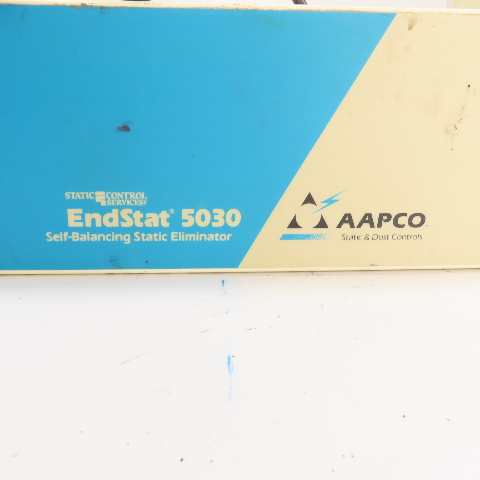 STATIC CONTROL
SERVICES
EndStat® 5030
Self-Balancing Static Eliminator
AAPCO
Static & Dust Controls